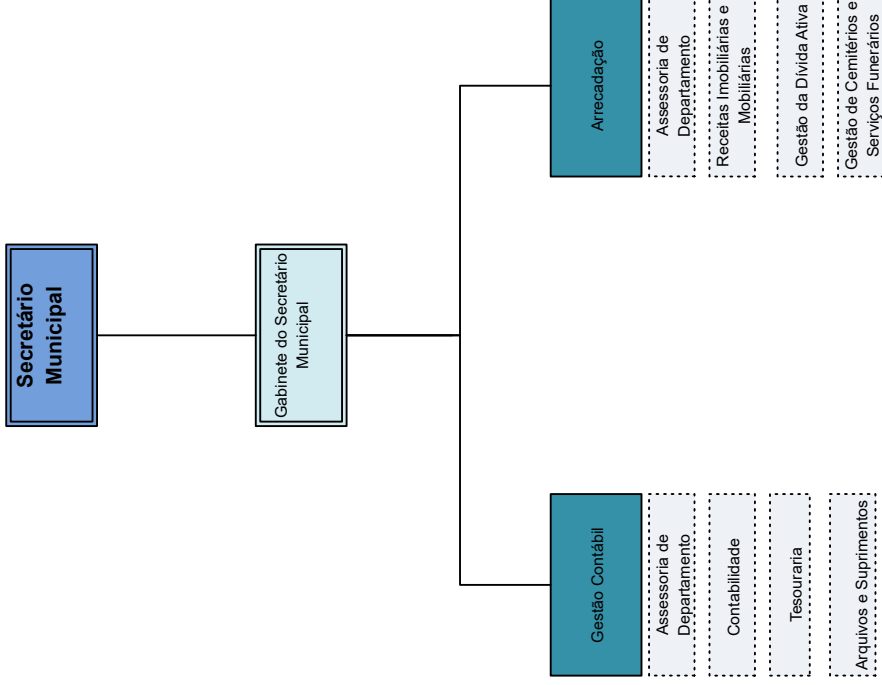 Secretário
Municipal
Gabinete do Secretário
Municipal
Gestão Contábil
Assessoria de
Departamento
Contabilidade
Tesouraria
Arquivos e Suprimentos
Arrecadação
Assessoria de
Departamento
Receitas Imobiliárias e
Mobiliárias
Gestão da Dívida Ativa
Gestão de Cemitérios e
Serviços Funerários